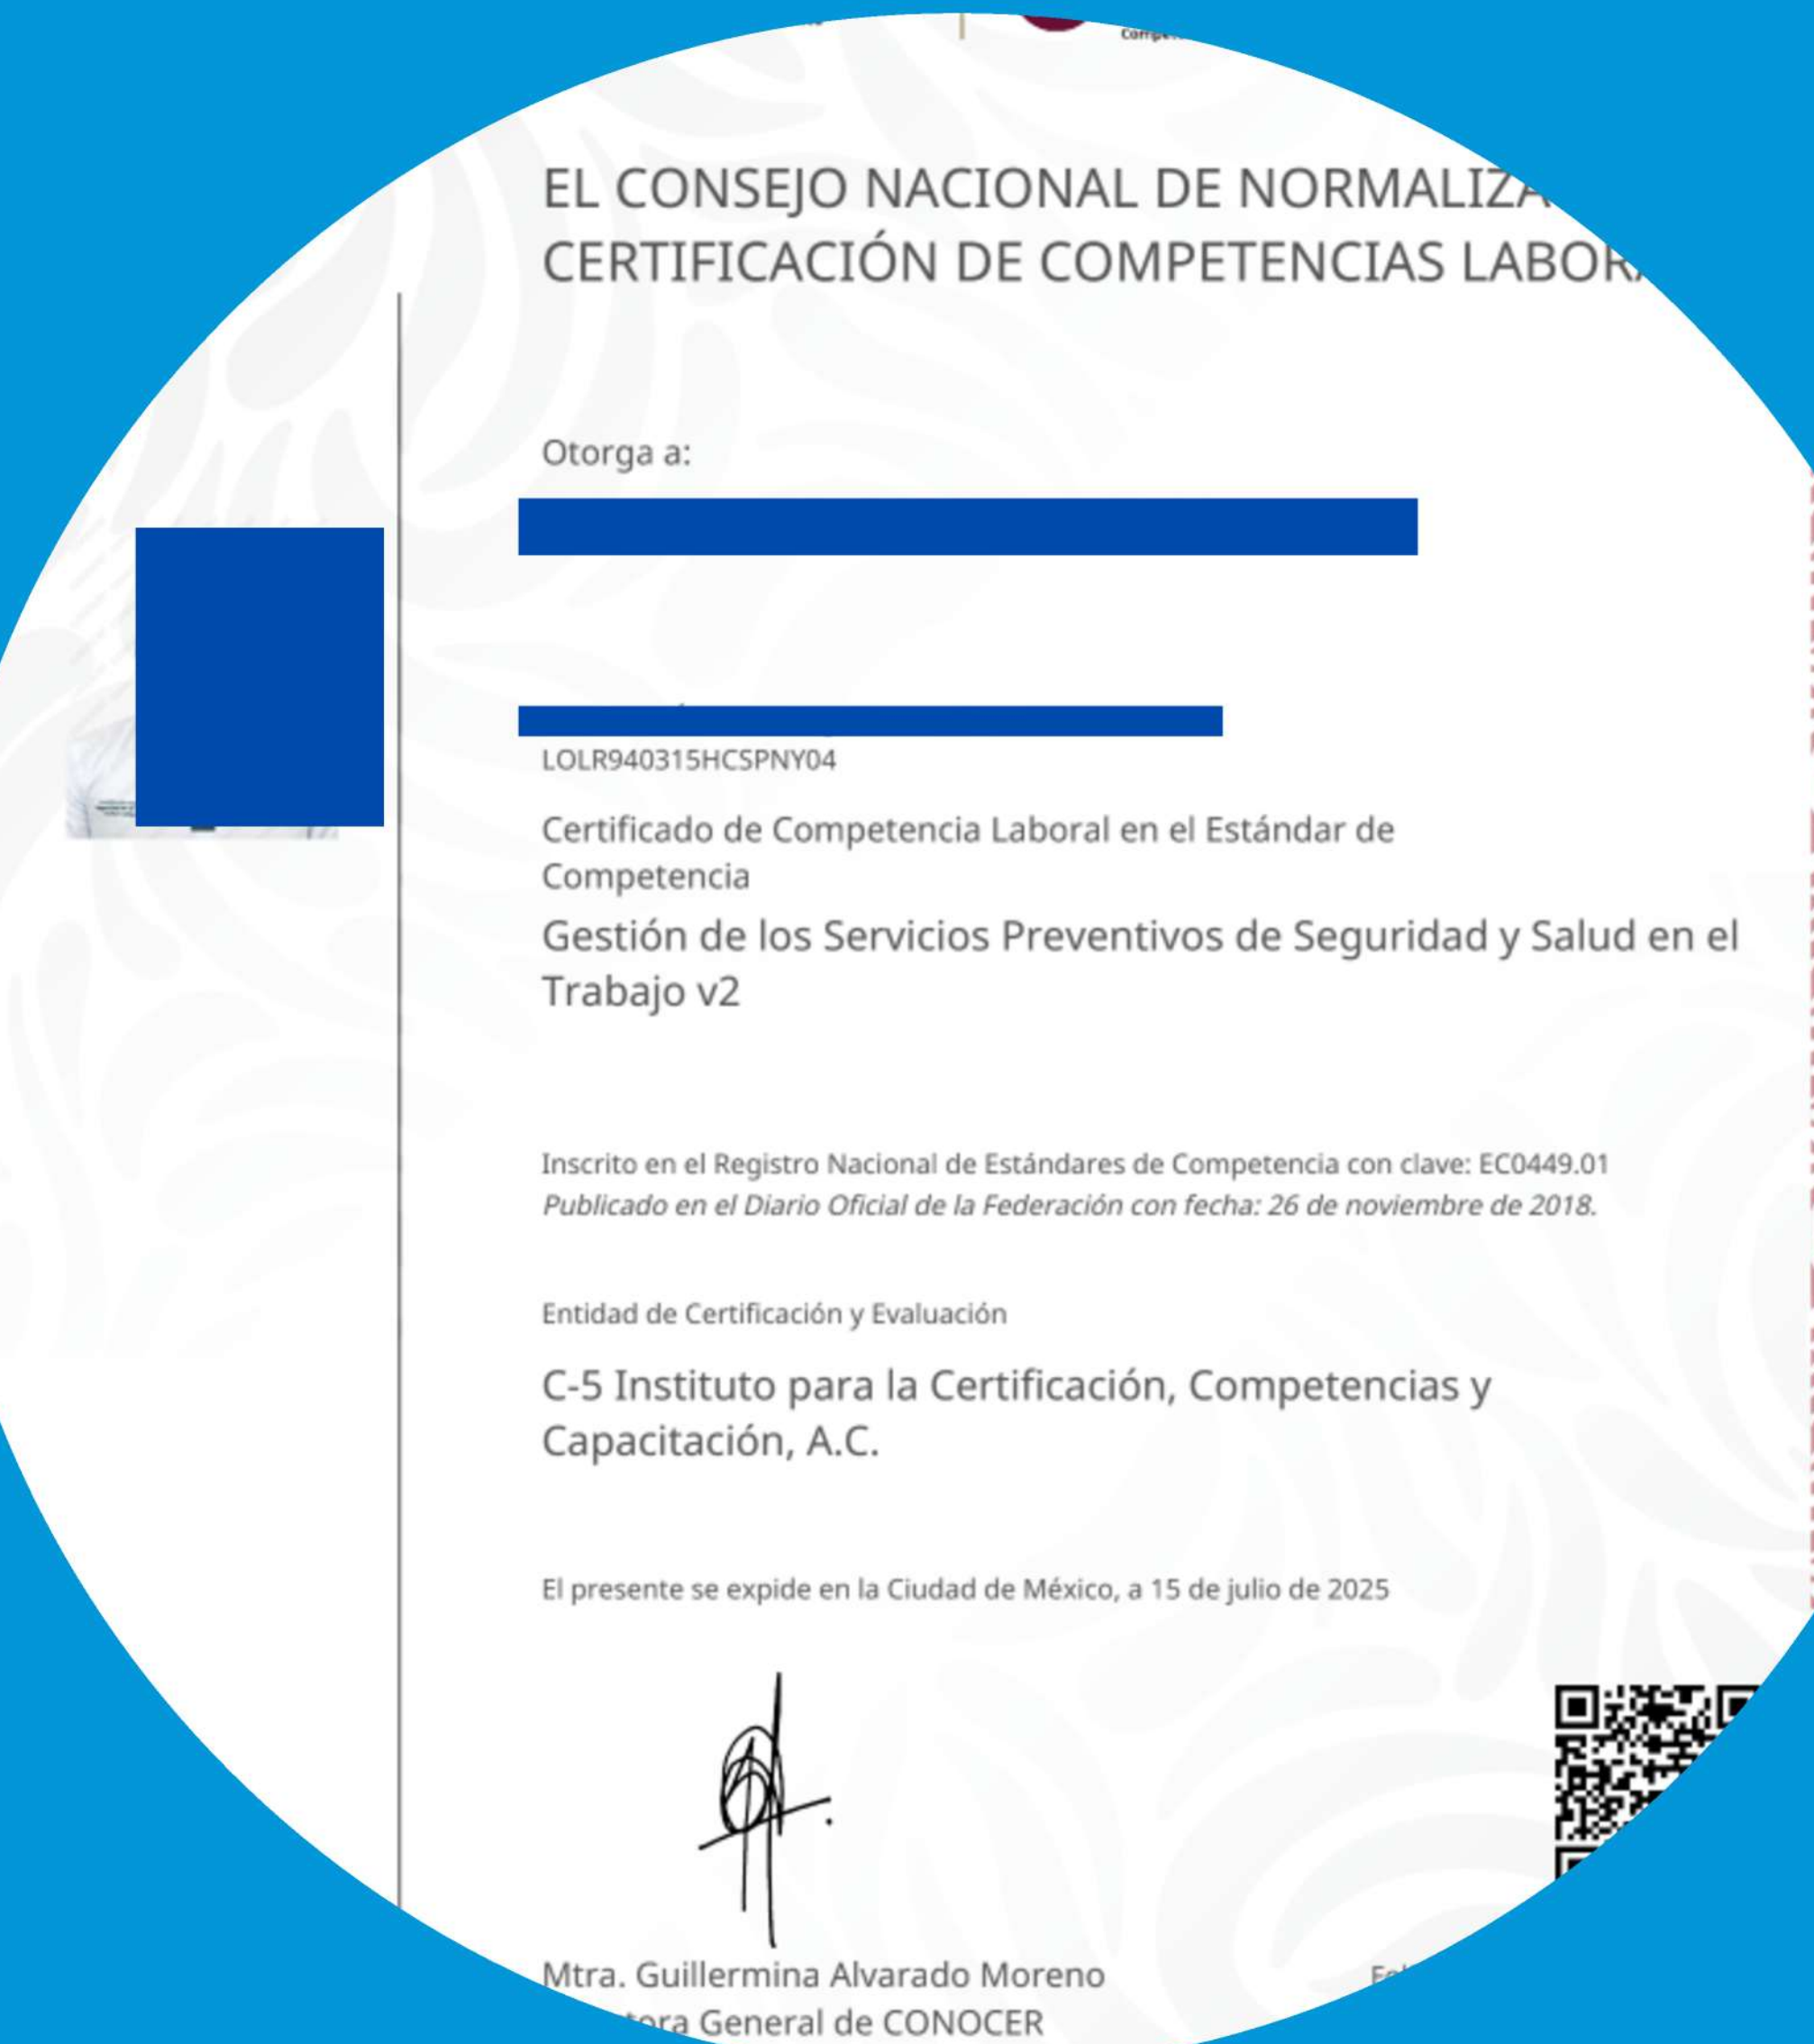 EL CONSEJO NACIONAL DE NORMALIZA
CERTIFICACIÓN DE COMPETENCIAS LABOR
Otorga a:
LOLR940315HCSPNY04
Certificado de Competencia Laboral en el Estándar de
Competencia
Gestión de los Servicios Preventivos de Seguridad y Salud en el
Trabajo v2
Inscrito en el Registro Nacional de Estándares de Competencia con clave: EC0449.01
Publicado en el Diario Oficial de la Federación con fecha: 26 de noviembre de 2018.
Entidad de Certificación y Evaluación
C-5 Instituto para la Certificación, Competencias y
Capacitación, A.C.
El presente se expide en la Ciudad de México, a 15 de julio de 2025
Mtra. Guillermina Alvarado Moreno
General de CONOCER